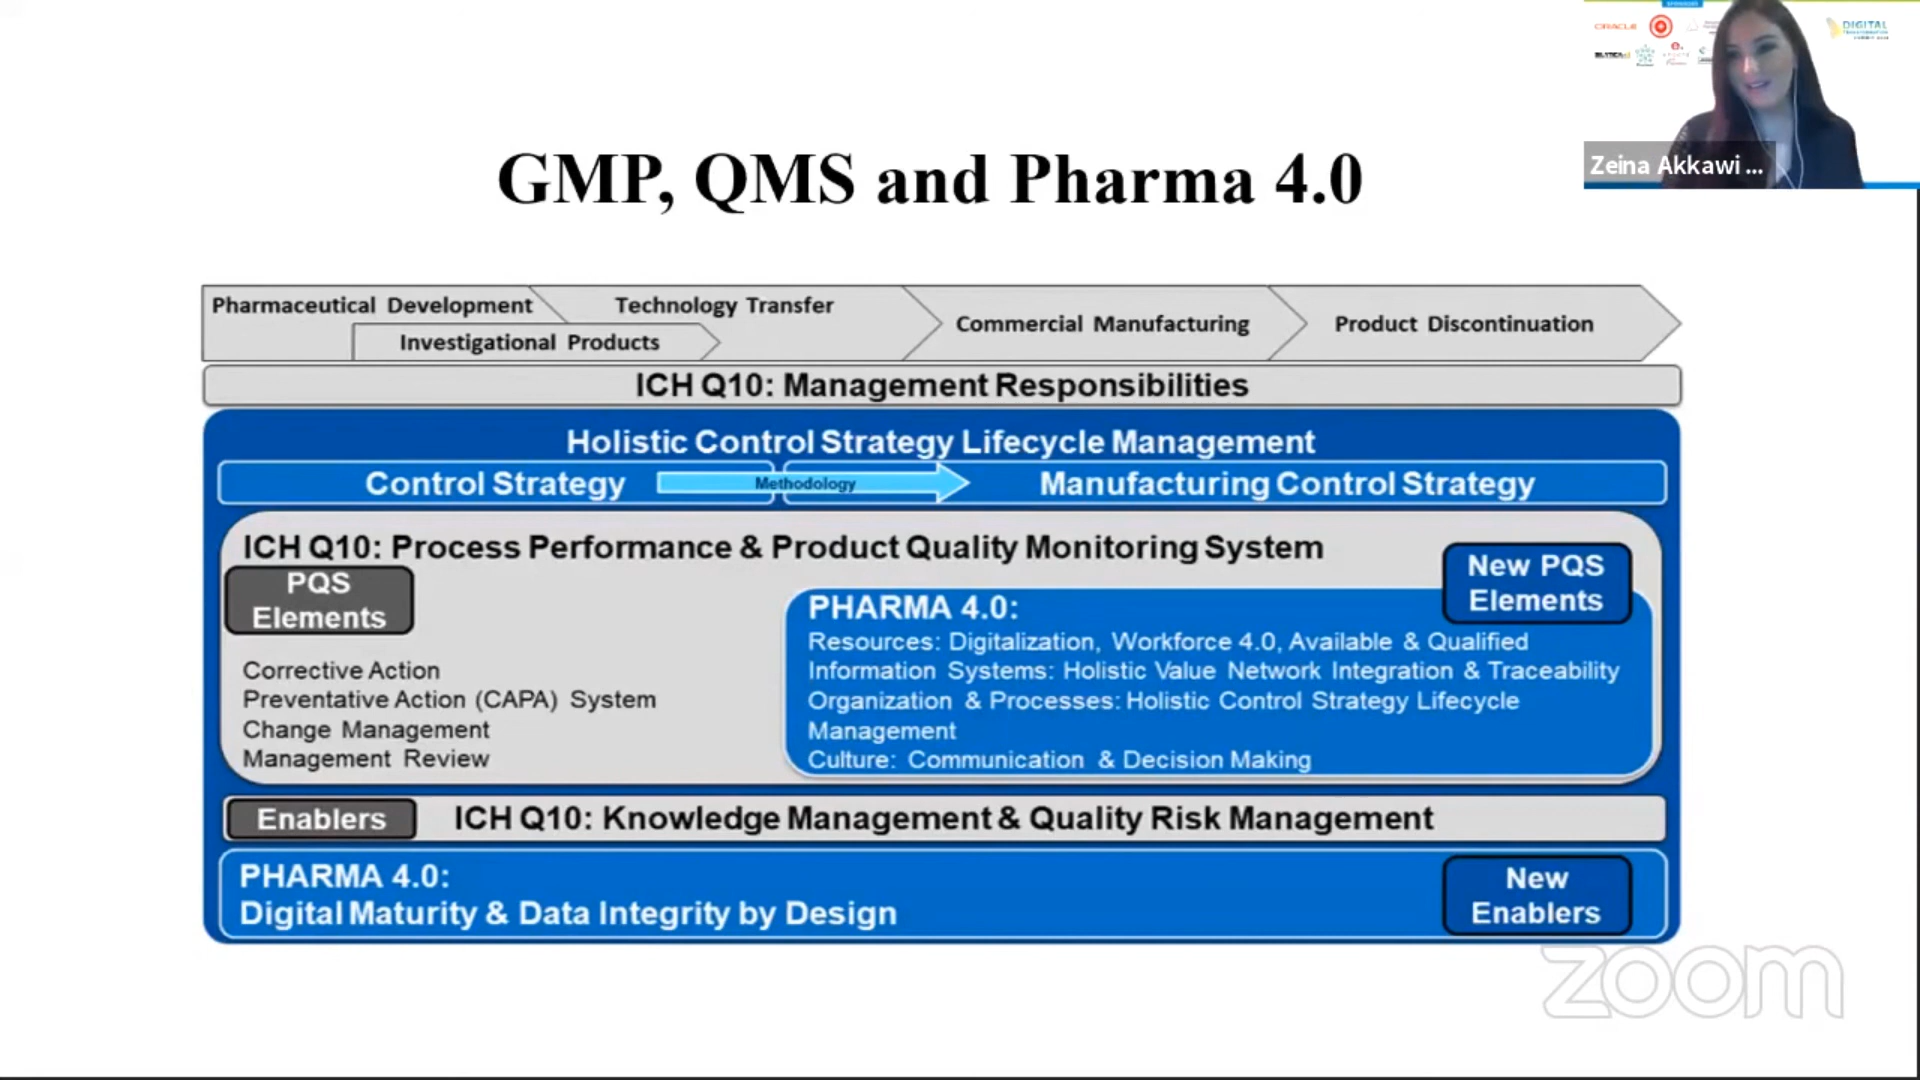 SPONSORS
ORACLE
DIGITAL
Zeina Akkawi ...
GMP, QMS and Pharma 4.0
Pharmaceutical Development
Technology Transfer
Investigational Products
Commercial Manufacturing
Product Discontinuation
ICH Q10: Management Responsibilities
Holistic Control Strategy Lifecycle Management
Control Strategy
Methodology
Manufacturing Control Strategy
ICH Q10: Process Performance & Product Quality Monitoring System
PQS
Elements
Corrective Action
Preventative Action (CAPA) System
Change Management
Management Review
New PQS
Elements
PHARMA 4.0:
Resources: Digitalization, Workforce 4.0, Available & Qualified
Information Systems: Holistic Value Network Integration & Traceability
Organization & Processes: Holistic Control Strategy Lifecycle
Management
Culture: Communication & Decision Making
Enablers
ICH Q10: Knowledge Management & Quality Risk Management
PHARMA 4.0:
Digital Maturity & Data Integrity by Design
New
Enablers
zoom